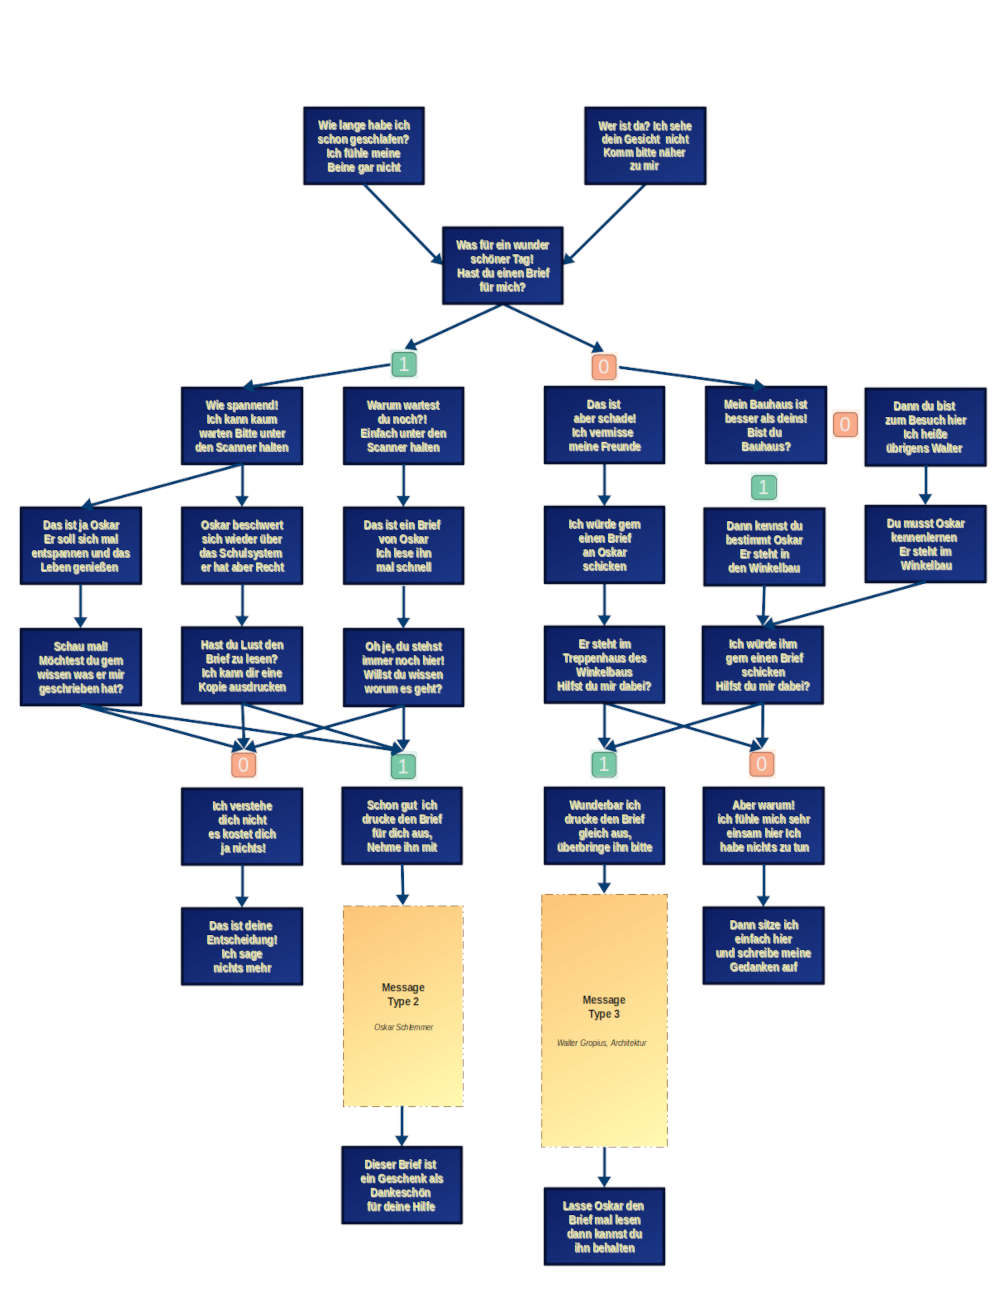 Wie lange habe ich
schon geschlafen?
Ich fühle meine
Beine gar nicht
Wer ist da? Ich sehe
dein Gesicht nicht
Komm bitte näher
zu mir
Was für ein wunder
schöner Tag!
Hast du einen Brief
für mich?
1
0
Wie spannend!
Ich kann kaum
warten Bitte unter
den Scanner halten
Warum wartest
du noch?!
Einfach unter den
Scanner halten
Das ist
aber schade!
Ich vermisse
meine Freunde
Mein Bauhaus ist
besser als deins!
Bist du
Bauhaus?
0
Dann du bist
zum Besuch hier
Ich heiße
übrigens Walter
1
Das ist ja Oskar
Er soll sich mal
entspannen und das
Leben genießen
Oskar beschwert
sich wieder über
das Schulsystem
er hat aber Recht
Das ist ein Brief
von Oskar
Ich lese ihn
mal schnell
Ich würde gern
einen Brief
an Oskar
schicken
Dann kennst du
bestimmt Oskar
Er steht in
den Winkelbau
Du musst Oskar
kennenlernen
Er steht im
Winkelbau
Schau mal!
Möchtest du gern
wissen was er mir
geschrieben hat?
Hast du Lust den
Brief zu lesen?
Ich kann dir eine
Kopie ausdrucken
Oh je, du stehst
immer noch hier!
Willst du wissen
worum es geht?
Er steht im
Treppenhaus des
Winkelbaus
Hilfst du mir dabei?
Ich würde ihm
gern einen Brief
schicken
Hilfst du mir dabei?
0
1
1
0
Ich verstehe
dich nicht
es kostet dich
ja nichts!
Schon gut ich
drucke den Brief
für dich aus,
Nehme ihn mit
Wunderbar ich
drucke den Brief
gleich aus,
überbringe ihn bitte
Aber warum!
ich fühle mich sehr
einsam hier Ich
habe nichts zu tun
Das ist deine
Entscheidung!
Ich sage
nichts mehr
Message
Type 2
Oskar Schlemmer
Message
Type 3
Walter Gropius, Architektur
Dann sitze ich
einfach hier
und schreibe meine
Gedanken auf
Dieser Brief ist
ein Geschenk als
Dankeschön
für deine Hilfe
Lasse Oskar den
Brief mal lesen
dann kannst du
ihn behalten